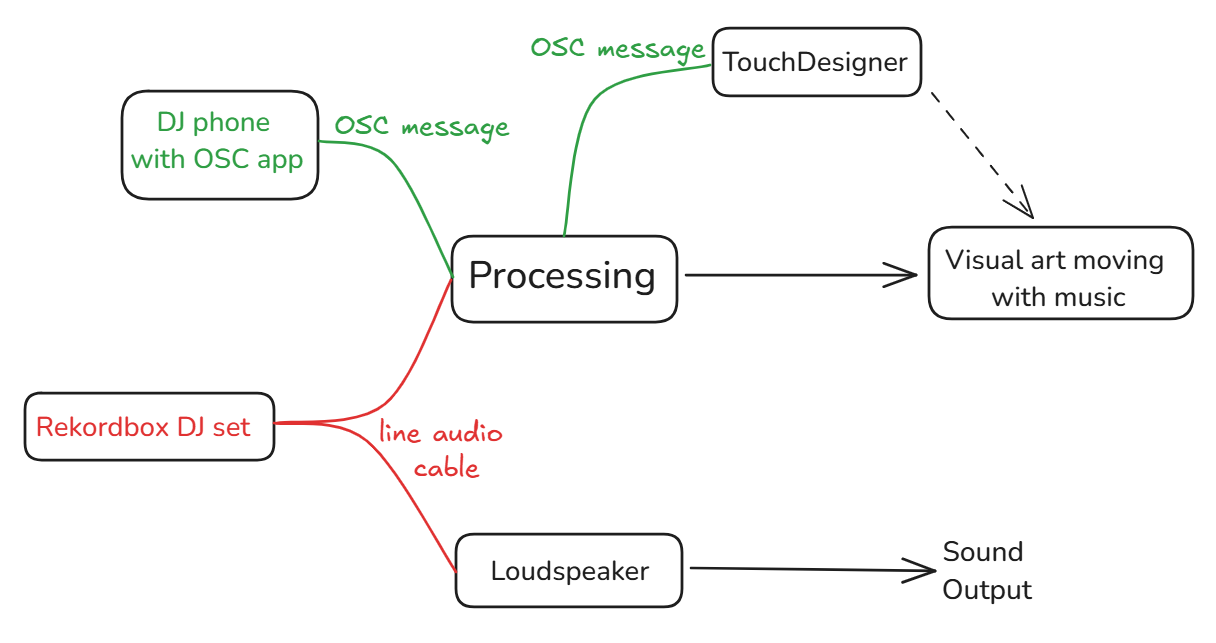 OSC message
TouchDesigner
DJ phone
with OSC app
OSC message
Processing
Visual art moving
with music
Rekordbox DJ set
line audio
cable
Loudspeaker
Sound
Output